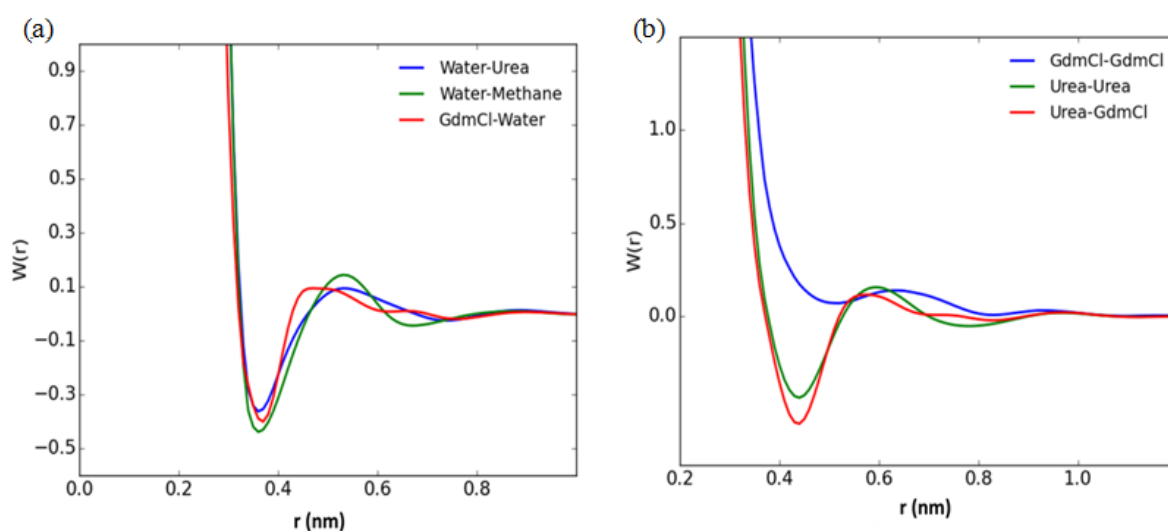 (a)
0.9
0.7
0.5
0.3
0.1
−0.1
−0.3
−0.5
W(r)
Water-Urea
Water-Methane
GdmCl-Water
0.0 0.2 0.4 0.6 0.8
r (nm)
(b)
1.0
0.5
0.0
W(r)
GdmCl-GdmCl
Urea-Urea
Urea-GdmCl
0.2 0.4 0.6 0.8 1.0
r (nm)